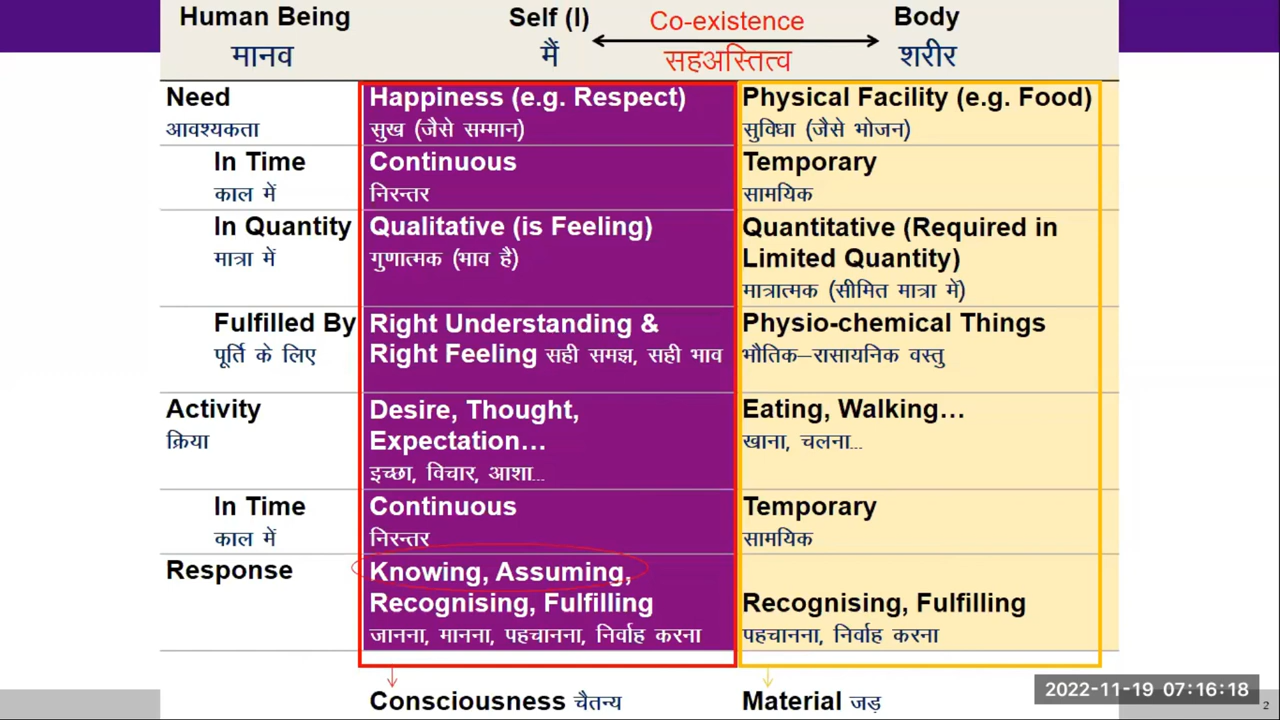 Human Being Self (I) Co-existence Body
मानव मैं सहअस्तित्व शरीर
Need Happiness (e.g. Respect) Physical Facility (e.g. Food)
आवश्यकता सुख (जैसे सम्मान) सुविधा (जैसे भोजन)
In Time Continuous Temporary
काल में निरन्तर सामयिक
In Quantity Qualitative (is Feeling) Quantitative (Required in
मात्रा में गुणात्मक (भाव है) Limited Quantity)
मात्रात्मक (सीमित मात्रा में)
Fulfilled By Right Understanding & Physio-chemical Things
पूर्ति के लिए Right Feeling सही समझ, सही भाव भौतिक–रासायनिक वस्तु
Activity Desire, Thought, Eating, Walking…
क्रिया Expectation… खाना, चलना...
इच्छा, विचार, आशा...
In Time Continuous Temporary
काल में निरन्तर सामयिक
Response Knowing, Assuming,
Recognising, Fulfilling Recognising, Fulfilling
जानना, मानना, पहचानना, निर्वाह करना पहचानना, निर्वाह करना
Consciousness चैतन्य Material जड़
2022-11-19 07:16:18 2